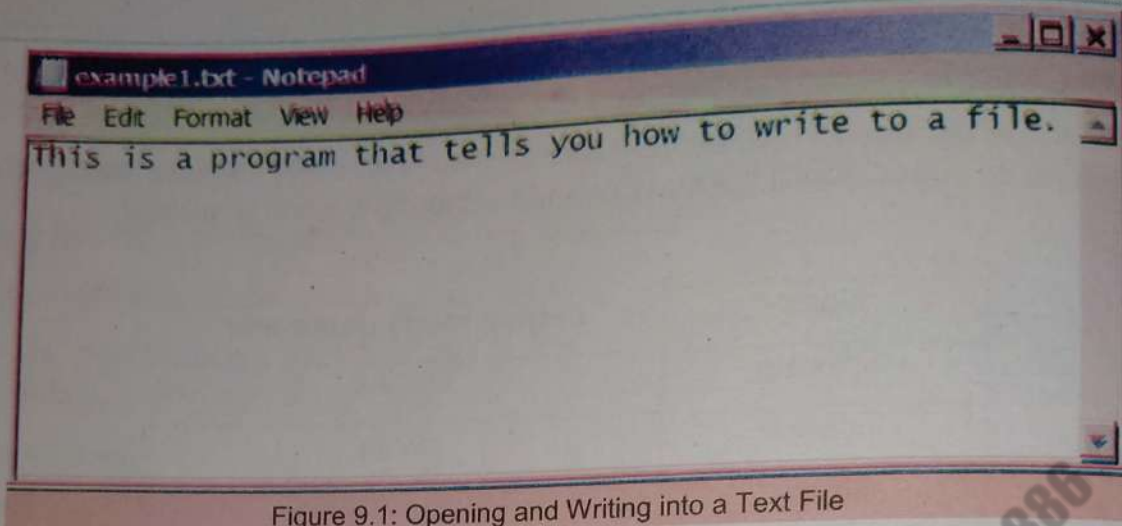 example1.txt - Notepad
File Edit Format View Help
This is a program that tells you how to write to a file.
Figure 9.1: Opening and Writing into a Text File